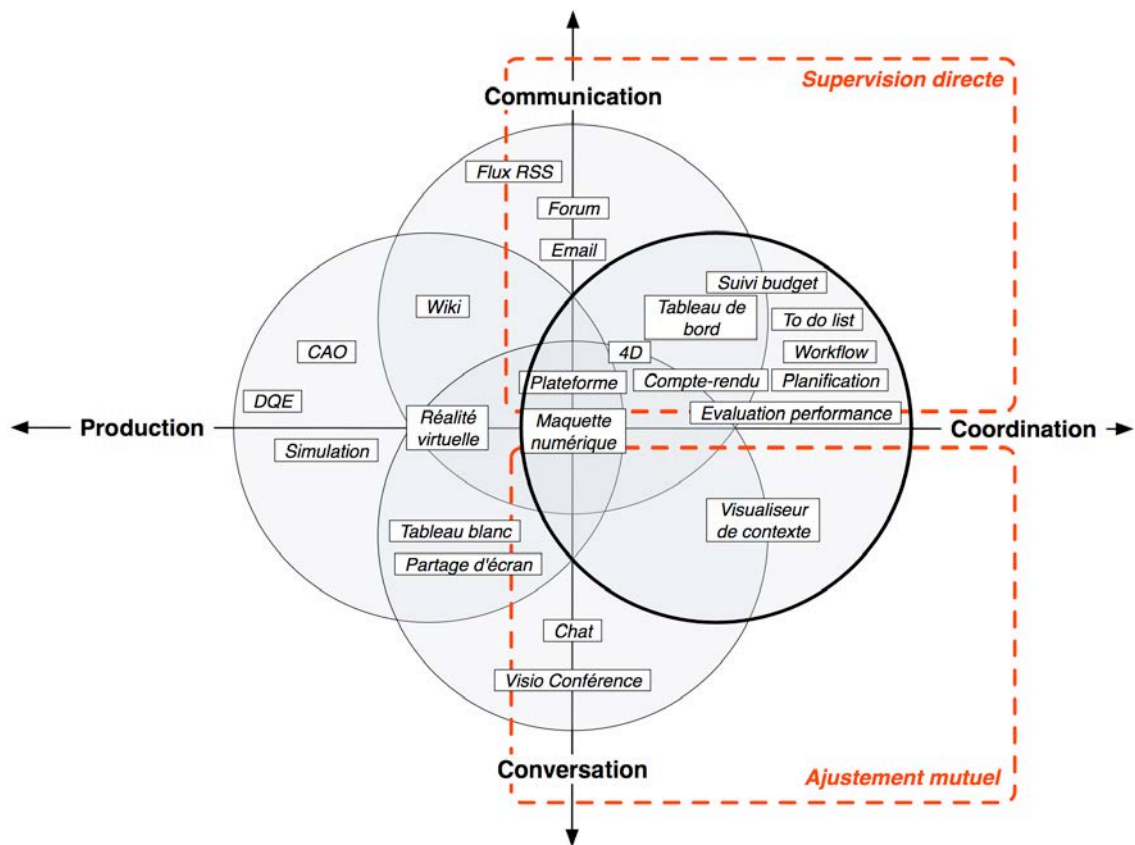 Supervision directe
Communication
Flux RSS
Forum
Email
Suivi budget
Wiki
Tableau de
bord
To do list
CAO
4D
Workflow
Plateforme
Compte-rendu
Planification
DQE
Réalité
virtuelle
Maquette
numérique
Evaluation performance
Production
Coordination
Simulation
Visualiseur
de contexte
Tableau blanc
Partage d'écran
Chat
Visio Conférence
Conversation
Ajustement mutuel